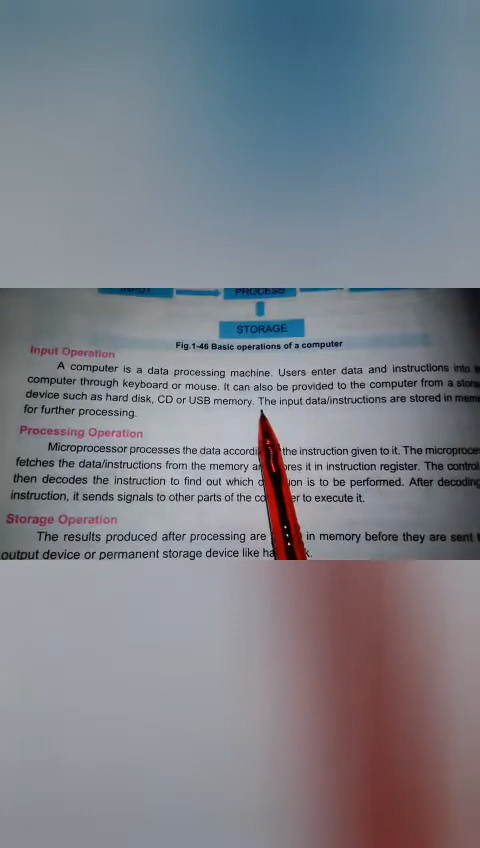 INPUT PROCESS
STORAGE
Fig.1-46 Basic operations of a computer
Input Operation
A computer is a data processing machine. Users enter data and instructions into
computer through keyboard or mouse. It can also be provided to the computer from a
device such as hard disk, CD or USB memory. The input data/instructions are stored in
for further processing.
Processing Operation
Microprocessor processes the data the instruction given to it. The
fetches the data/instructions from the memory it in instruction register. The control
then decodes the instruction to find out which is to be performed. After
instruction, it sends signals to other parts of the to execute it.
Storage Operation
The results produced after processing are in memory before they are sent
output device or permanent storage device like